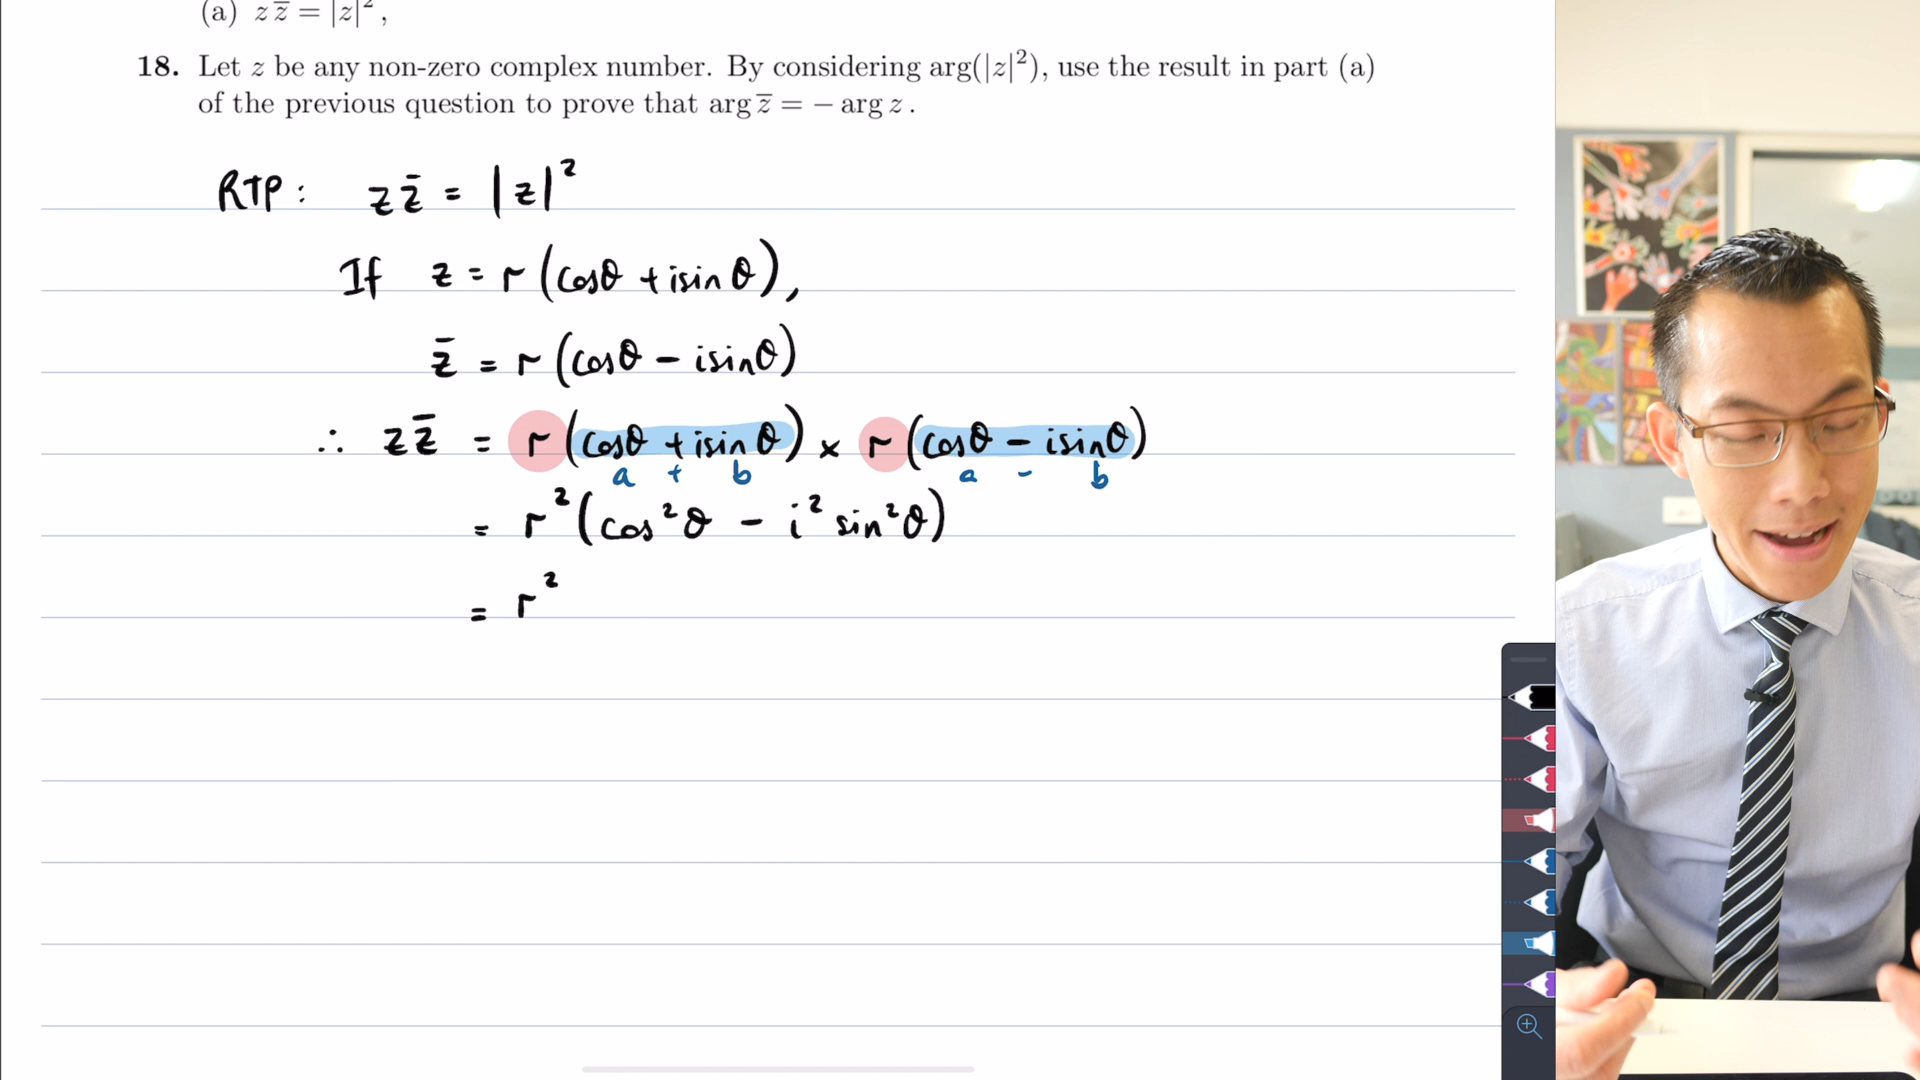 (a) z z̅ = |z|²,
18. Let z be any non-zero complex number. By considering arg(|z|²), use the result in part (a)
of the previous question to prove that arg z̅ = − arg z .
RTP: z z̅ = |z|²
If z = r (cosθ + isin θ),
z̅ = r (cosθ − isinθ)
∴ z z̅ = r (cosθ + isin θ) × r (cosθ − isinθ)
a + b a - b
= r² (cos²θ − i² sin²θ)
= r²